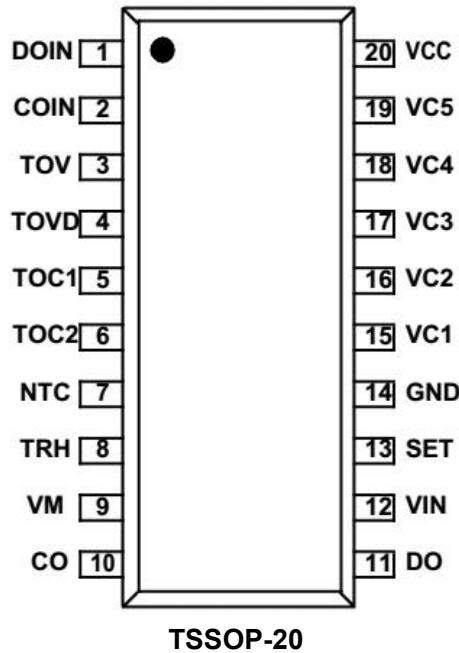 DOIN 1 20 VCC
COIN 2 19 VC5
TOV 3 18 VC4
TOVD 4 17 VC3
TOC1 5 16 VC2
TOC2 6 15 VC1
NTC 7 14 GND
TRH 8 13 SET
VM 9 12 VIN
CO 10 11 DO
TSSOP-20